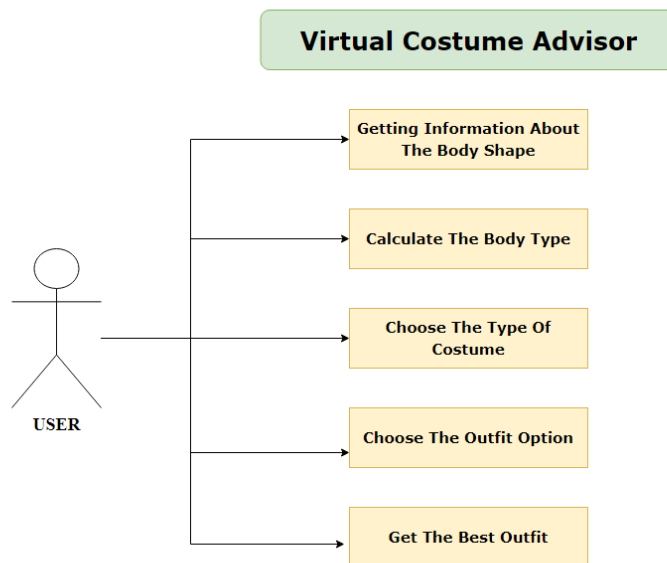 Virtual Costume Advisor
Getting Information About
The Body Shape
Calculate The Body Type
Choose The Type Of
Costume
USER
Choose The Outfit Option
Get The Best Outfit